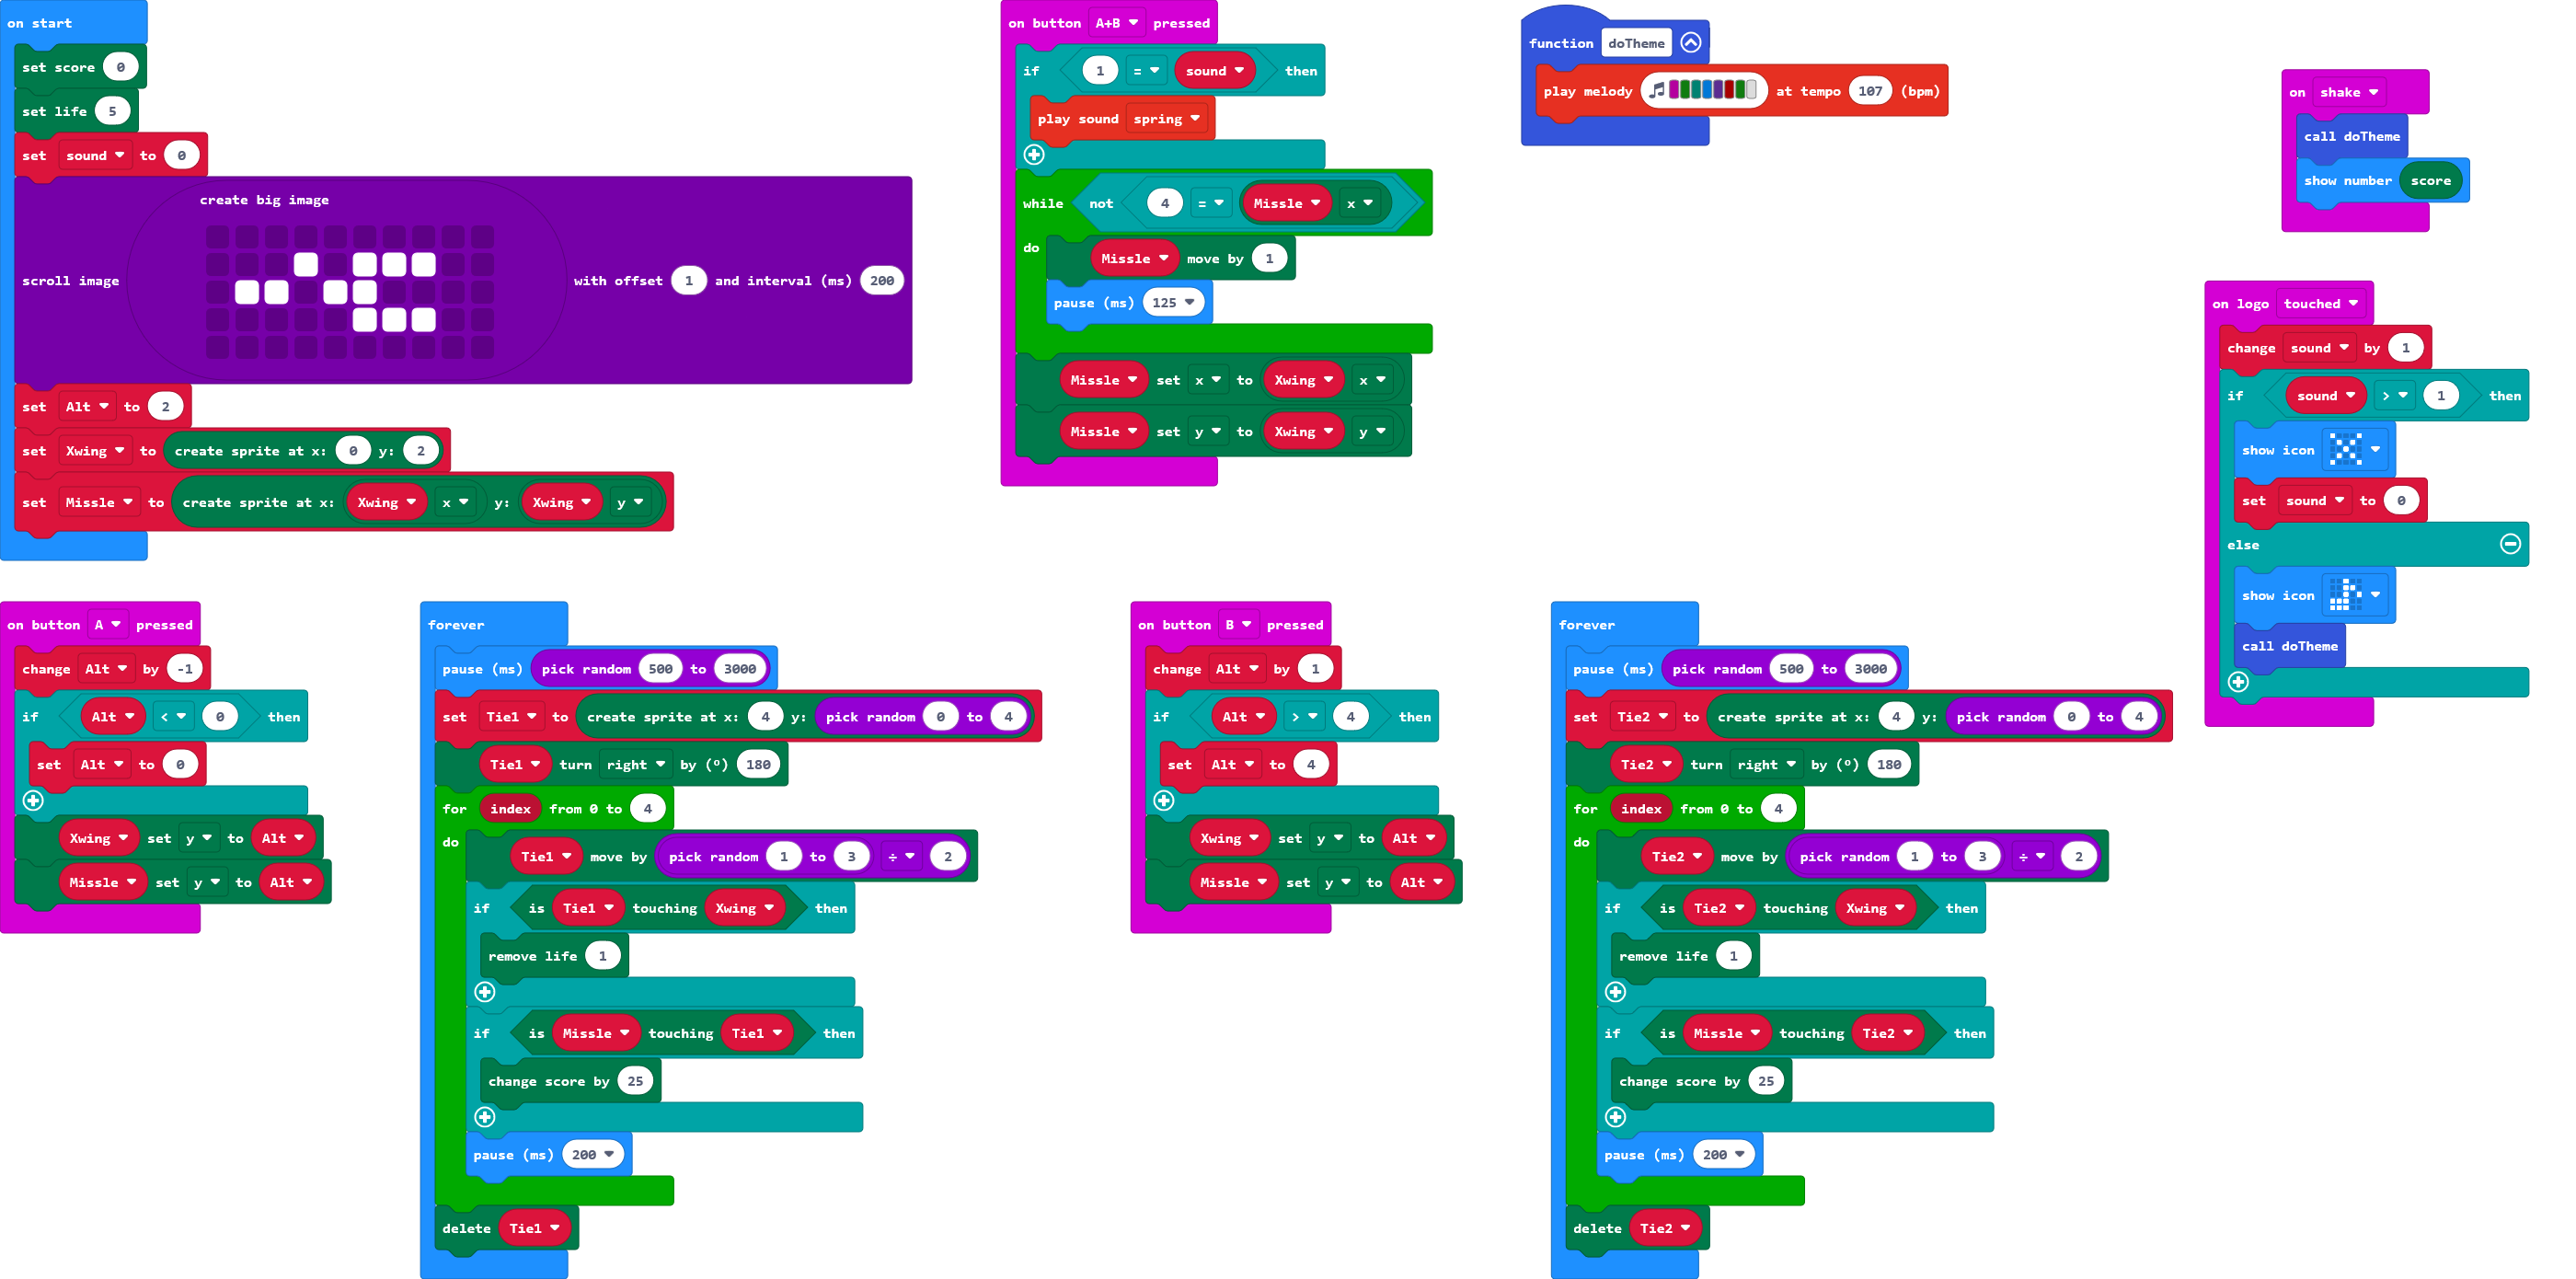 on start
set score 0
set life 5
set sound to 0
create big image
scroll image with offset 1 and interval (ms) 200
set Alt to 2
set Xwing to create sprite at x: 0 y: 2
set Missle to create sprite at x: Xwing x y: Xwing y
on button A+B pressed
if 1 = sound then
play sound spring
while not 4 = Missle x
do
Missle move by 1
pause (ms) 125
Missle set x to Xwing x
Missle set y to Xwing y
function doTheme
play melody at tempo 107 (bpm)
on shake
call doTheme
show number score
on logo touched
change sound by 1
if sound > 1 then
show icon
set sound to 0
else
show icon
call doTheme
on button A pressed
change Alt by -1
if Alt < 0 then
set Alt to 0
Xwing set y to Alt
Missle set y to Alt
forever
pause (ms) pick random 500 to 3000
set Tie1 to create sprite at x: 4 y: pick random 0 to 4
Tie1 turn right by (º) 180
for index from 0 to 4
do Tie1 move by pick random 1 to 3 ÷ 2
if is Tie1 touching Xwing then
remove life 1
if is Missle touching Tie1 then
change score by 25
pause (ms) 200
delete Tie1
on button B pressed
change Alt by 1
if Alt > 4 then
set Alt to 4
Xwing set y to Alt
Missle set y to Alt
forever
pause (ms) pick random 500 to 3000
set Tie2 to create sprite at x: 4 y: pick random 0 to 4
Tie2 turn right by (º) 180
for index from 0 to 4
do Tie2 move by pick random 1 to 3 ÷ 2
if is Tie2 touching Xwing then
remove life 1
if is Missle touching Tie2 then
change score by 25
pause (ms) 200
delete Tie2